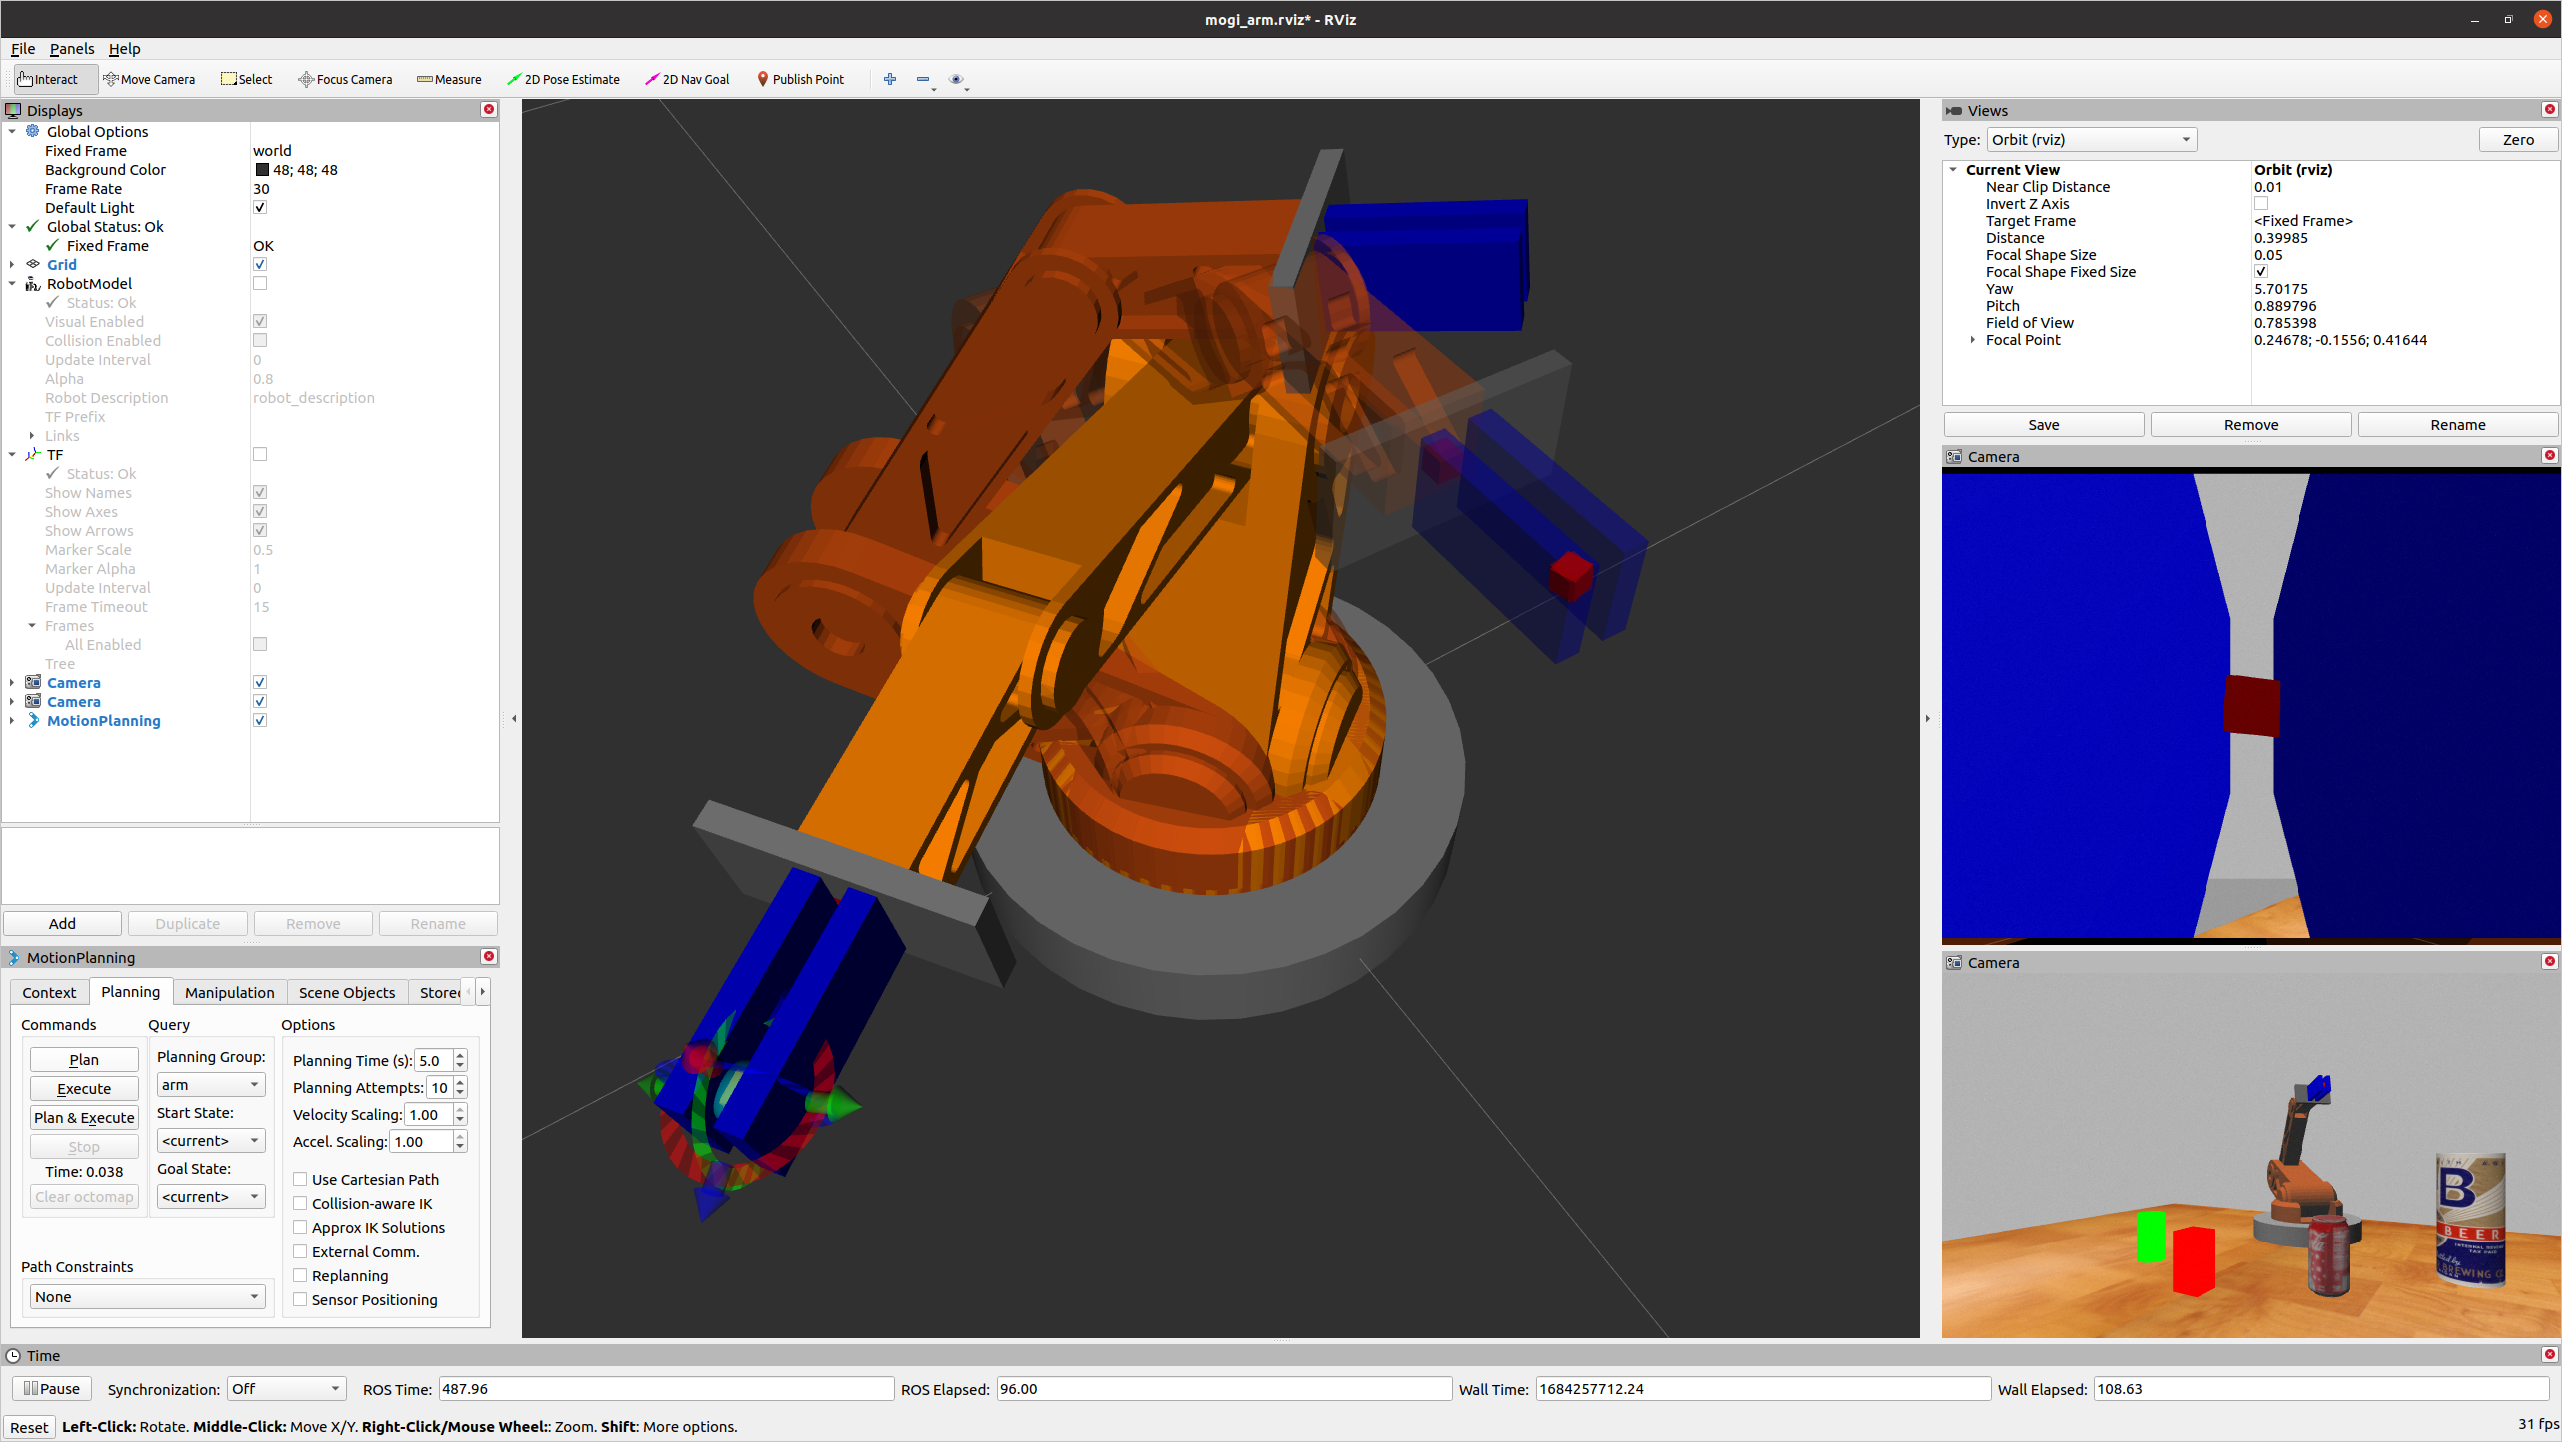 mogi_arm.rviz* - RViz
File Panels Help
Interact Move Camera Select Focus Camera Measure 2D Pose Estimate 2D Nav Goal Publish Point
Displays
Global Options
Fixed Frame world
Background Color 48; 48; 48
Frame Rate 30
Default Light
Global Status: Ok
Fixed Frame OK
Grid
RobotModel
Status: Ok
Visual Enabled
Collision Enabled
Update Interval 0
Alpha 0.8
Robot Description robot_description
TF Prefix
Links
TF
Status: Ok
Show Names
Show Axes
Show Arrows
Marker Scale 0.5
Marker Alpha 1
Update Interval 0
Frame Timeout 15
Frames
All Enabled
Tree
Camera
Camera
MotionPlanning
Add Duplicate Remove Rename
MotionPlanning
Context Planning Manipulation Scene Objects Store
Commands Query Options
Plan
Execute
Plan & Execute
Stop
Time: 0.038
Clear octomap
Planning Group:
arm
Start State:
<current>
Goal State:
<current>
Planning Time (s): 5.0
Planning Attempts: 10
Velocity Scaling: 1.00
Accel. Scaling: 1.00
Use Cartesian Path
Collision-aware IK
Approx IK Solutions
External Comm.
Replanning
Sensor Positioning
Path Constraints
None
Views
Type: Orbit (rviz) Zero
Current View Orbit (rviz)
Near Clip Distance 0.01
Invert Z Axis
Target Frame <Fixed Frame>
Distance 0.39985
Focal Shape Size 0.05
Focal Shape Fixed Size
Yaw 5.70175
Pitch 0.889796
Field of View 0.785398
Focal Point 0.24678; -0.1556; 0.41644
Save Remove Rename
Camera
Camera
B
BEER
BREWING
Time
Pause Synchronization: Off ROS Time: 487.96 ROS Elapsed: 96.00 Wall Time: 1684257712.24 Wall Elapsed: 108.63
Reset Left-Click: Rotate. Middle-Click: Move X/Y. Right-Click/Mouse Wheel:: Zoom. Shift: More options. 31 fps